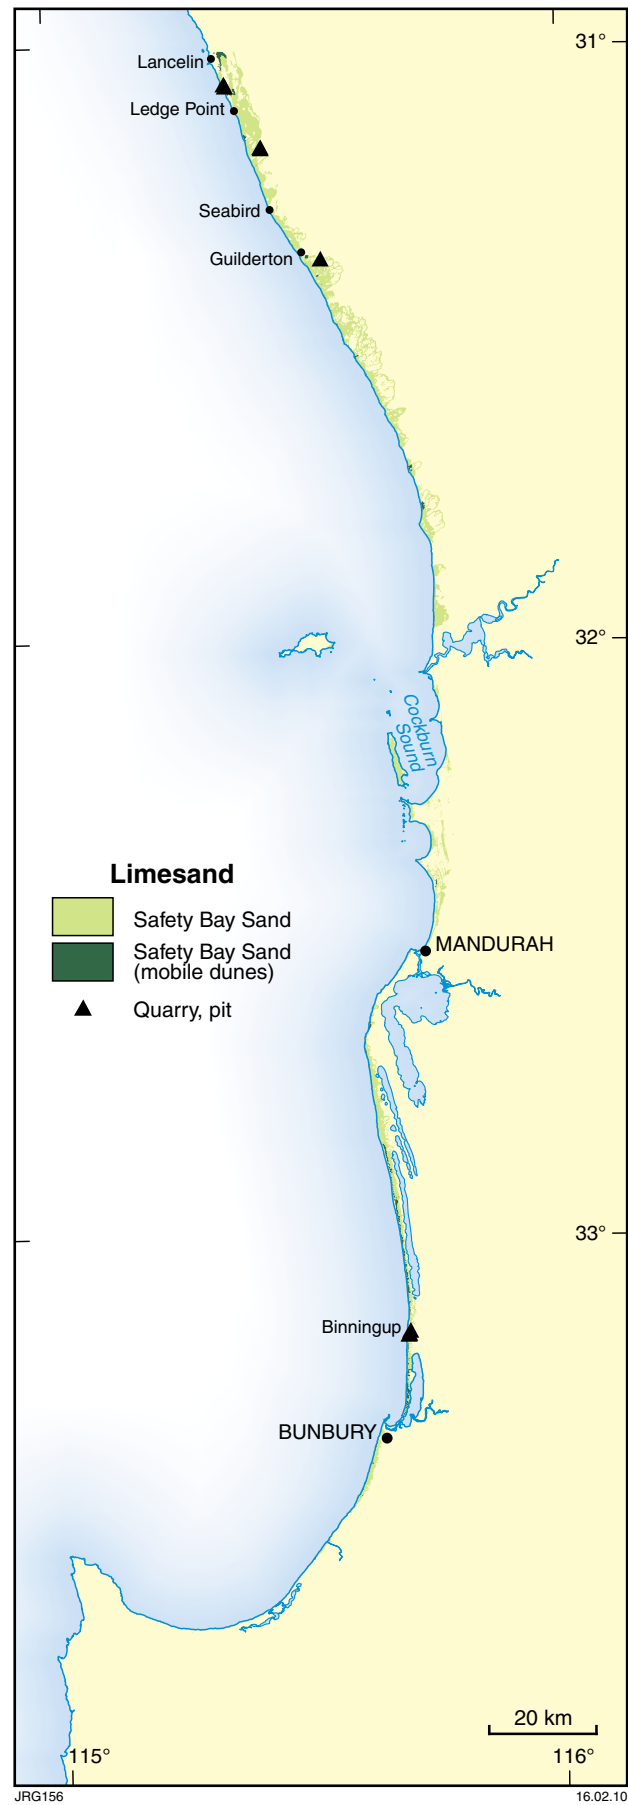 31°
Lancelin
Ledge Point
Seabird
Guilderton
32°
Cockburn
Sound
Limesand
Safety Bay Sand
Safety Bay Sand
(mobile dunes)
Quarry, pit
MANDURAH
33°
Binningup
BUNBURY
20 km
115°
116°
JRG156
16.02.10